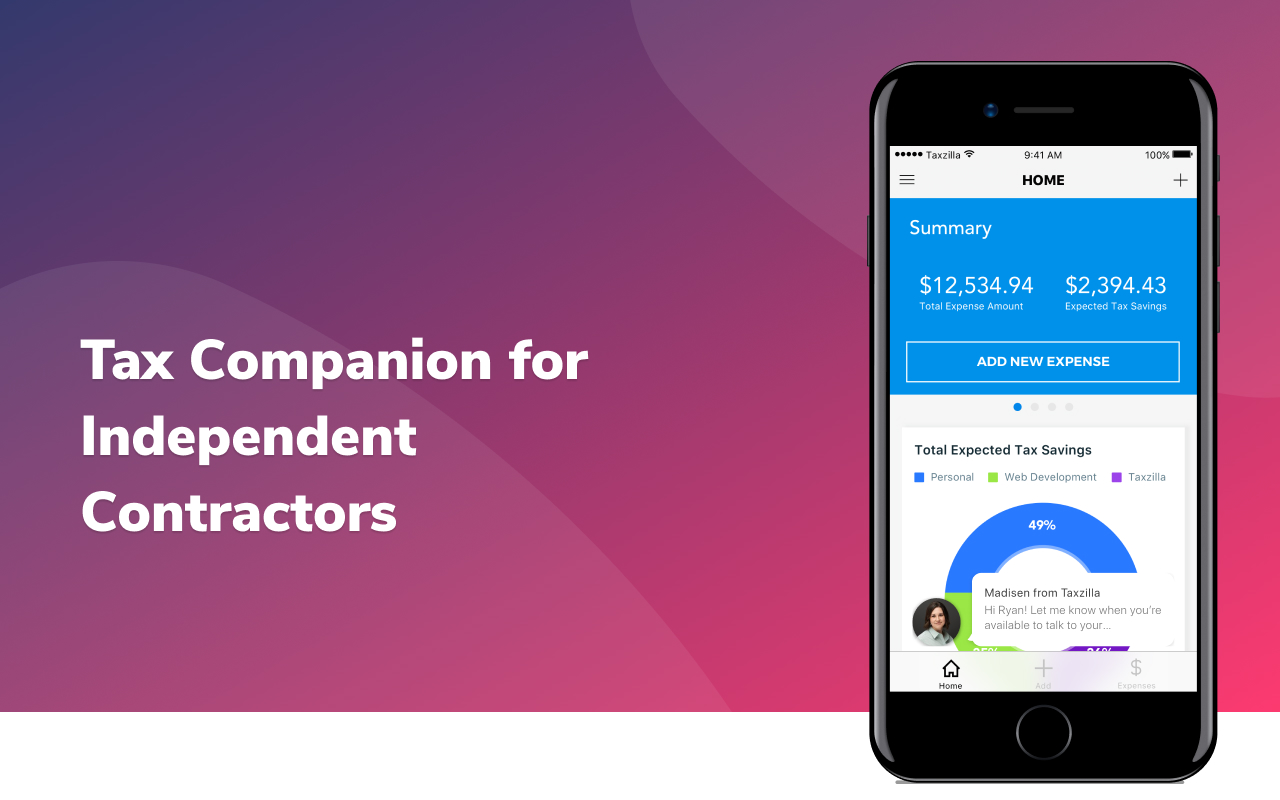 Tax Companion for
Independent
Contractors
Taxzilla 9:41 AM 100%
HOME
Summary
$12,534.94 $2,394.43
Total Expense Amount Expected Tax Savings
ADD NEW EXPENSE
Total Expected Tax Savings
Personal Web Development Taxzilla
49%
Madisen from Taxzilla
Hi Ryan! Let me know when you're
available to talk to your...
Home Add Expenses